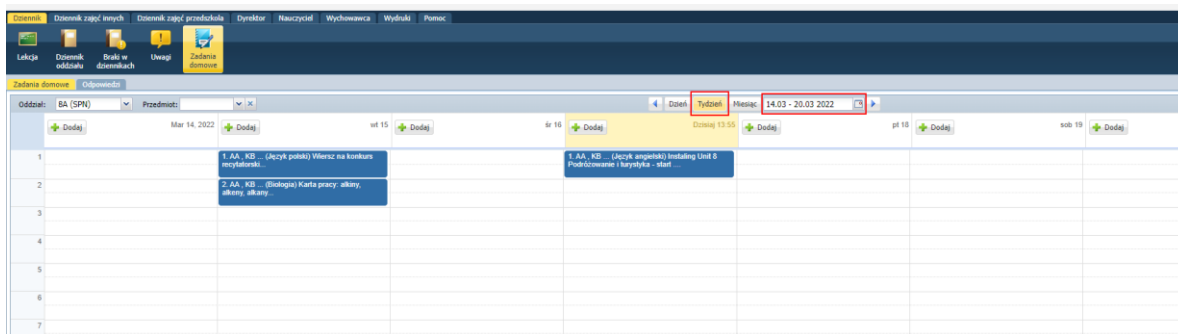 Dziennik Dziennik zajęć innych Dziennik zajęć przedszkola Dyrektor Nauczyciel Wychowawca Wydruki Pomoc
Lekcja Dziennik oddziału Braki w dziennikach Uwagi Zadania domowe
Zadania domowe Odpowiedzi
Oddział: BA (SPN) Przedmiot: Dzień Tydzień Miesiąc 14.03 - 20.03 2022
Dodaj Mar 14, 2022 Dodaj wt 15 Dodaj śr 16 Dodaj Dzisiaj 13:55 Dodaj pt 18 Dodaj sob 19 Dodaj
1 1. AA , KB ... (Język polski) Wiersz na konkurs 1. AA , KB ... (Język angielski) Instaling Unit 8
recytatorski... Podróżowanie i turystyka - start ....
2 2. AA , KB ... (Biologia) Karta pracy: alkiny,
alkeny, alkany...
3
4
5
6
7